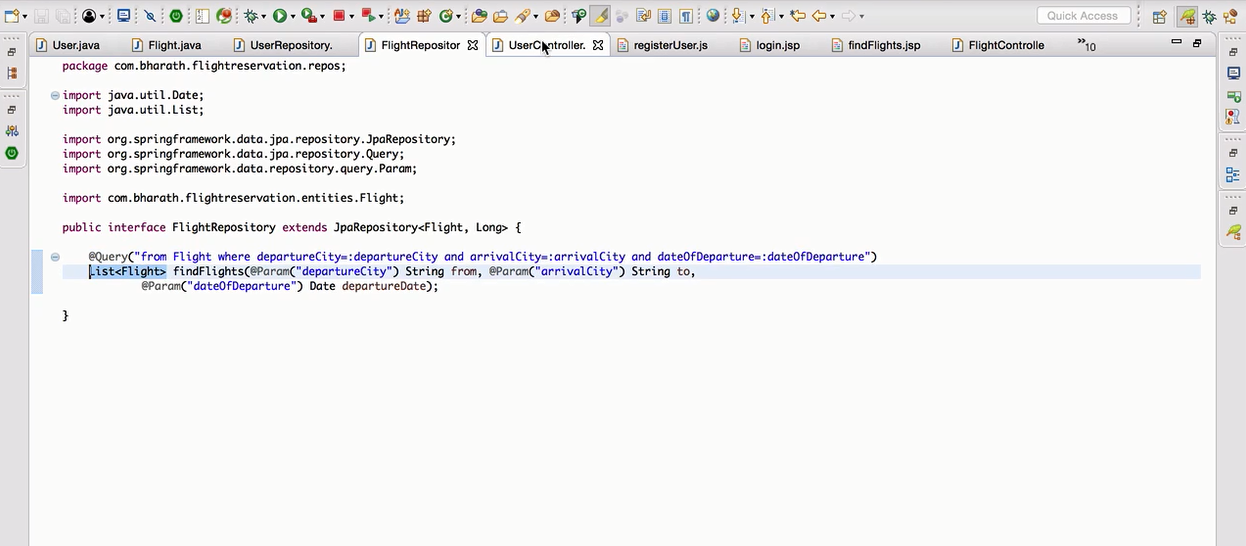 Quick Access
User.java
Flight.java
UserRepository.
FlightRepositor
UserController.
registerUser.js
login.jsp
findFlights.jsp
FlightControlle
»10
package com.bharath.flightreservation.repos;
import java.util.Date;
import java.util.List;
import org.springframework.data.jpa.repository.JpaRepository;
import org.springframework.data.jpa.repository.Query;
import org.springframework.data.repository.query.Param;
import com.bharath.flightreservation.entities.Flight;
public interface FlightRepository extends JpaRepository<Flight, Long> {
@Query("from Flight where departureCity=:departureCity and arrivalCity=:arrivalCity and dateOfDeparture=:dateOfDeparture")
List<Flight> findFlights(@Param("departureCity") String from, @Param("arrivalCity") String to,
@Param("dateOfDeparture") Date departureDate);
}